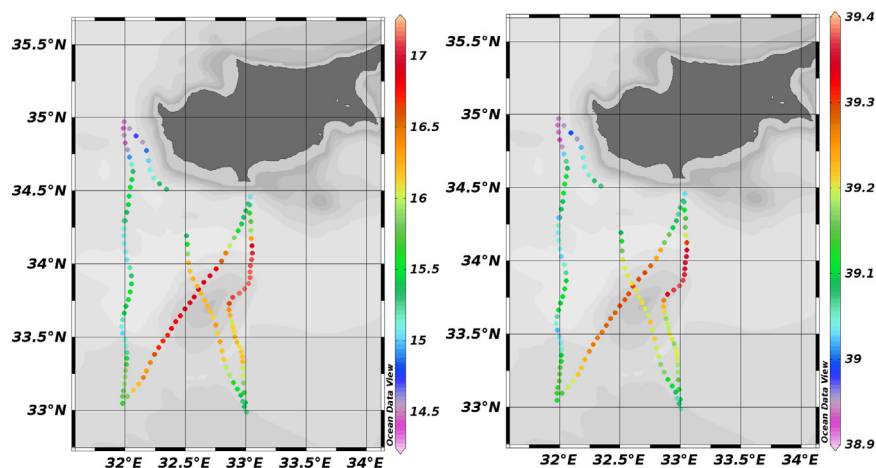 35.5°N
35°N
34.5°N
34°N
33.5°N
33°N
32°E 32.5°E 33°E 33.5°E 34°E
17
16.5
16
15.5
15
14.5
Ocean Data View
35.5°N
35°N
34.5°N
34°N
33.5°N
33°N
32°E 32.5°E 33°E 33.5°E 34°E
39.4
39.3
39.2
39.1
39
38.9
Ocean Data View